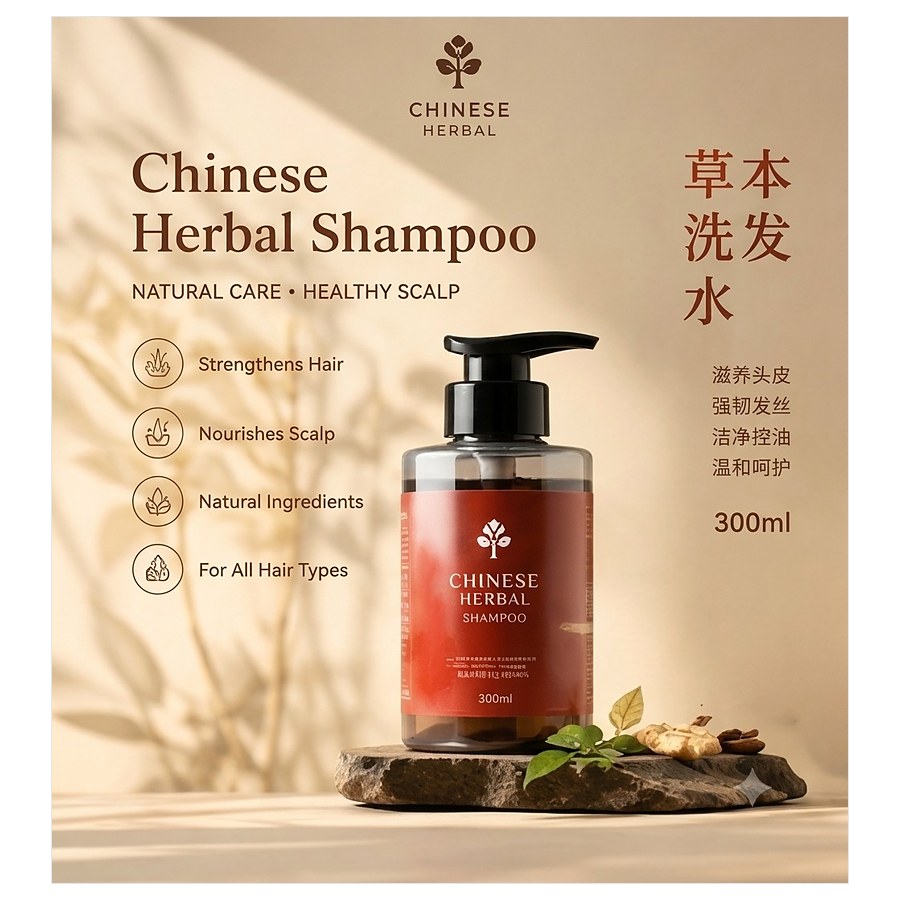 CHINESE
HERBAL
Chinese
Herbal Shampoo
NATURAL CARE • HEALTHY SCALP
Strengthens Hair
Nourishes Scalp
Natural Ingredients
For All Hair Types
草本
洗发
水
滋养头皮
强韧发丝
洁净控油
温和呵护
300ml
CHINESE
HERBAL
SHAMPOO
300ml